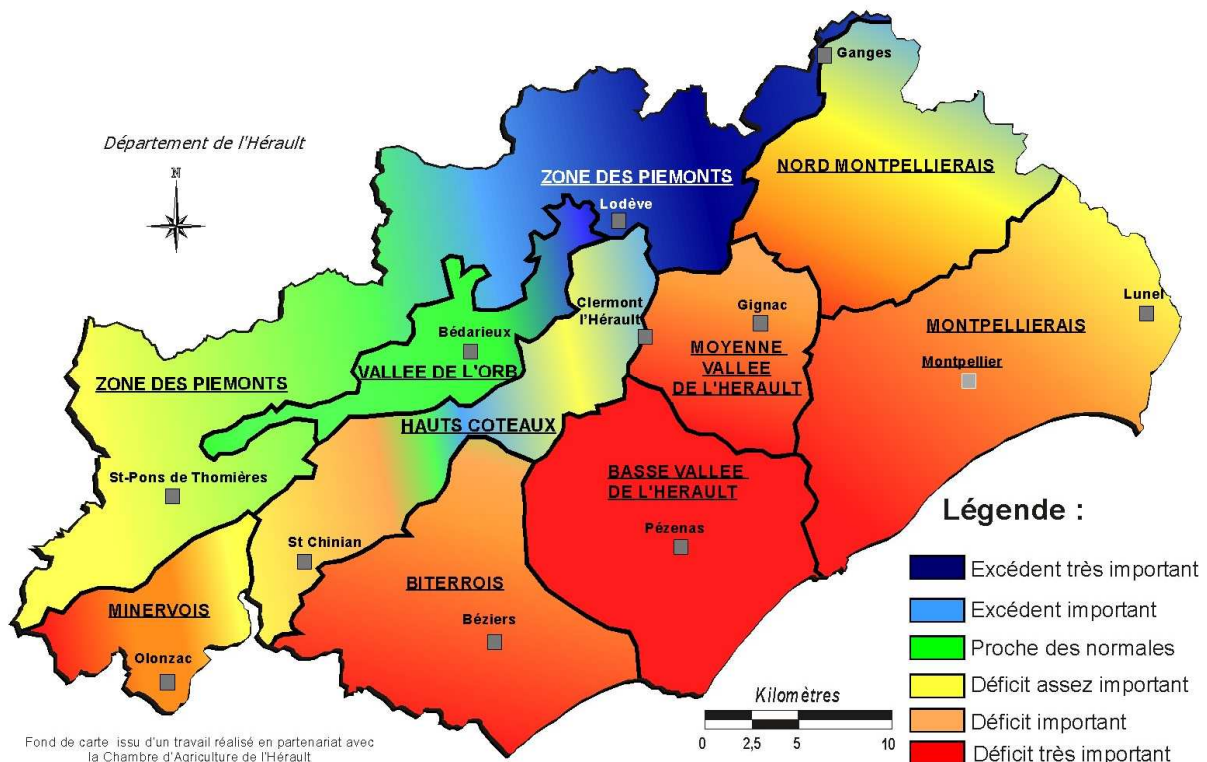 Département de l'Hérault
N
Ganges
NORD MONTPELLIERAIS
ZONE DES PIEMONTS
Lodève
Clermont
l'Hérault
Gignac
Lunel
Bédarieux
MONTPELLIERAIS
MOYENNE
VALLEE
DE L'HERAULT
Montpellier
ZONE DES PIEMONTS
VALLEE DE L'ORB
HAUTS COTEAUX
St-Pons de Thomières
BASSE VALLEE
DE L'HERAULT
Pézenas
St Chinian
BITERROIS
Béziers
MINERVOIS
Olonzac
Légende :
Excédent très important
Excédent important
Proche des normales
Déficit assez important
Déficit important
Déficit très important
Kilomètres
0 2,5 5 10
Fond de carte issu d'un travail réalisé en partenariat avec
la Chambre d'Agriculture de l'Hérault